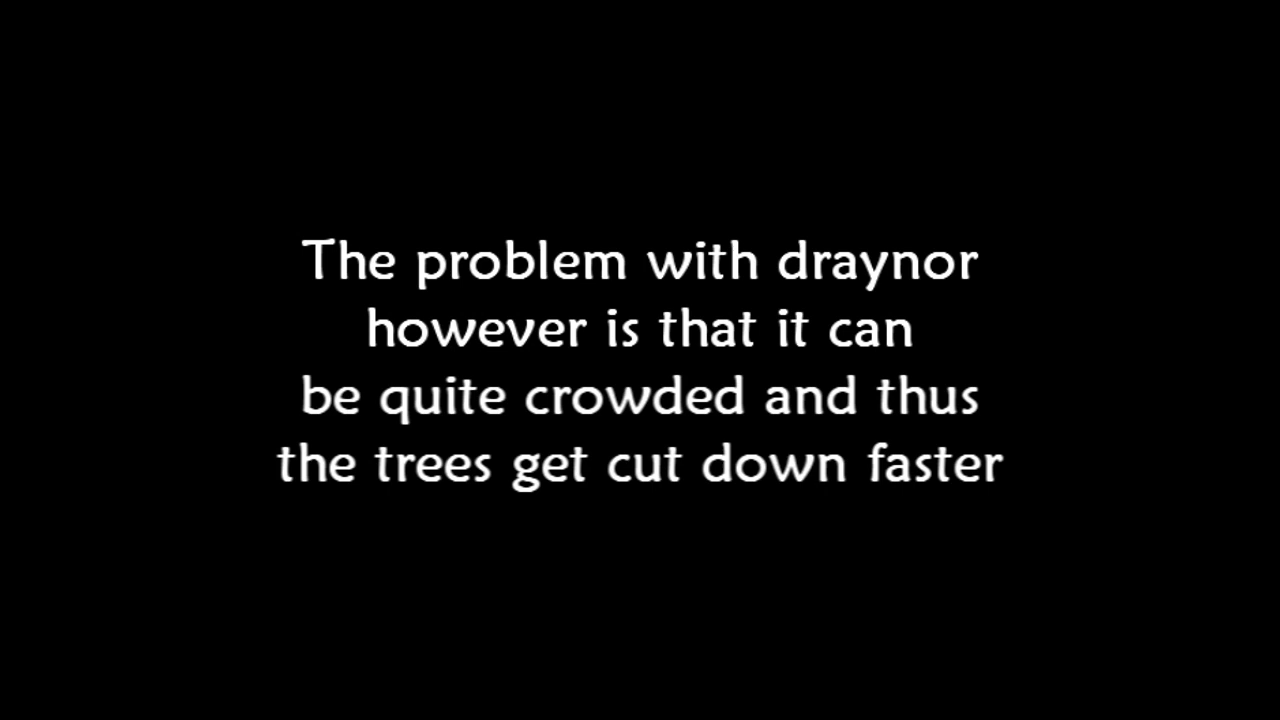 The problem with draynor
however is that it can
be quite crowded and thus
the trees get cut down faster